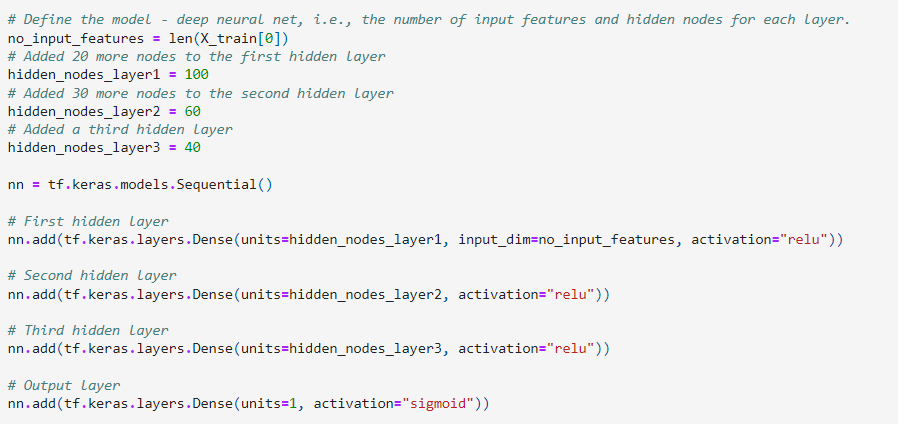 # Define the model - deep neural net, i.e., the number of input features and hidden nodes for each layer.
no_input_features = len(X_train[0])
# Added 20 more nodes to the first hidden layer
hidden_nodes_layer1 = 100
# Added 30 more nodes to the second hidden layer
hidden_nodes_layer2 = 60
# Added a third hidden layer
hidden_nodes_layer3 = 40
nn = tf.keras.models.Sequential()
# First hidden layer
nn.add(tf.keras.layers.Dense(units=hidden_nodes_layer1, input_dim=no_input_features, activation="relu"))
# Second hidden layer
nn.add(tf.keras.layers.Dense(units=hidden_nodes_layer2, activation="relu"))
# Third hidden layer
nn.add(tf.keras.layers.Dense(units=hidden_nodes_layer3, activation="relu"))
# Output layer
nn.add(tf.keras.layers.Dense(units=1, activation="sigmoid"))